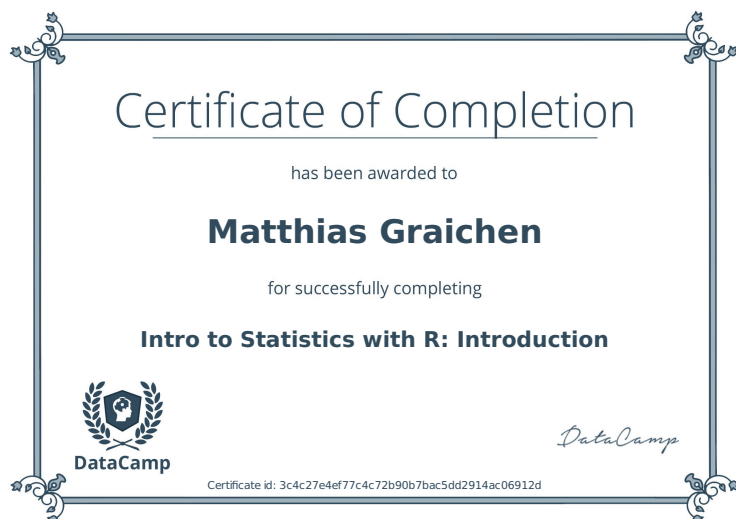 Certificate of Completion
has been awarded to
Matthias Graichen
for successfully completing
Intro to Statistics with R: Introduction
DataCamp
DataCamp
Certificate id: 3c4c27e4ef77c4c72b90b7bac5dd2914ac06912d